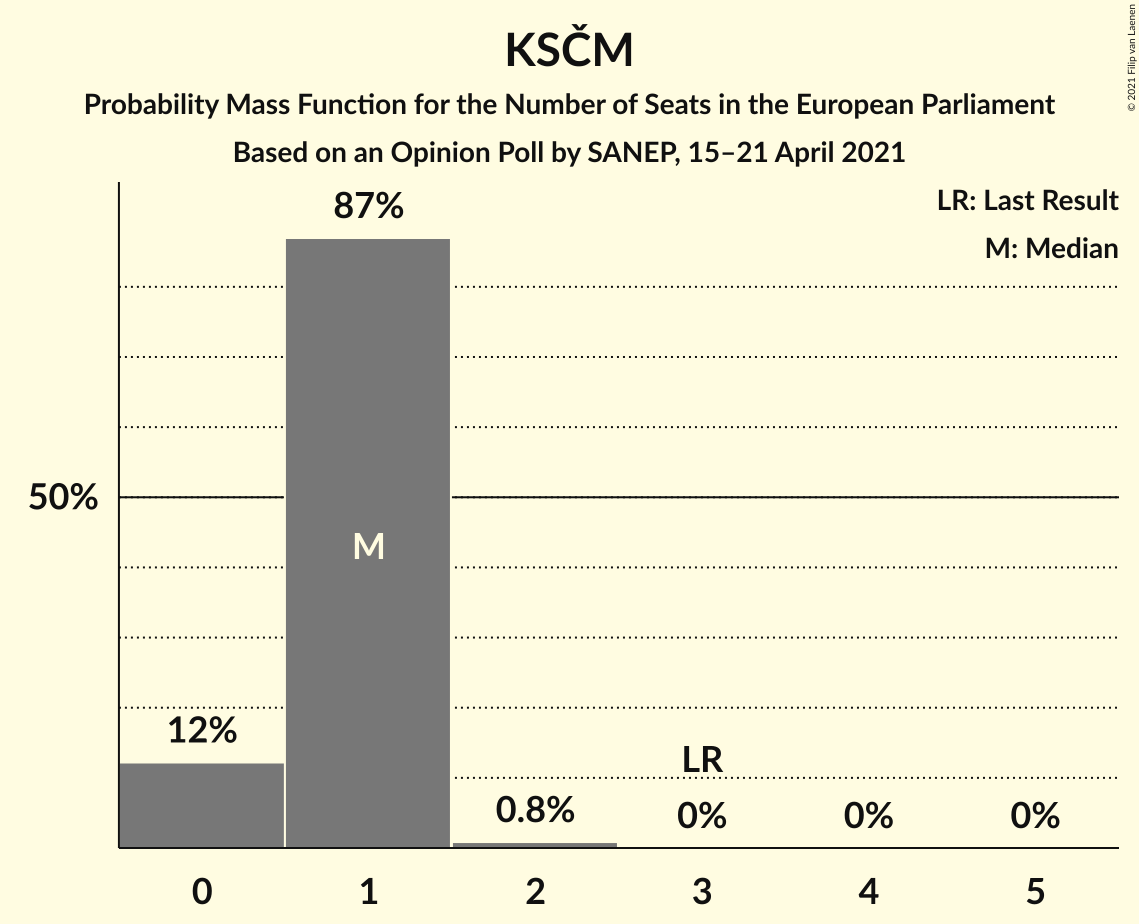 KSČM
Probability Mass Function for the Number of Seats in the European Parliament
Based on an Opinion Poll by SANEP, 15–21 April 2021
© 2021 Filip van Laenen
LR: Last Result
M: Median
87%
50%
M
12%
LR
0.8%
0%
0%
0%
0
1
2
3
4
5